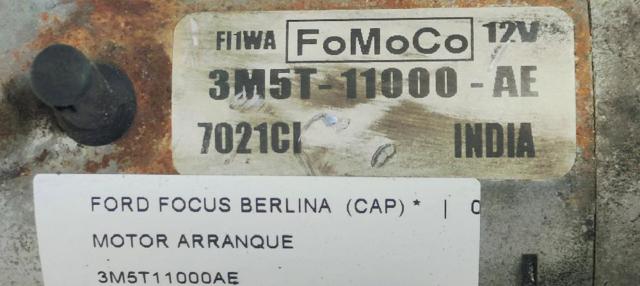 FI1WA FoMoCo 12V
3M5T-11000-AE
7021CI INDIA
FORD FOCUS BERLINA (CAP) * |
MOTOR ARRANQUE
3M5T11000AE